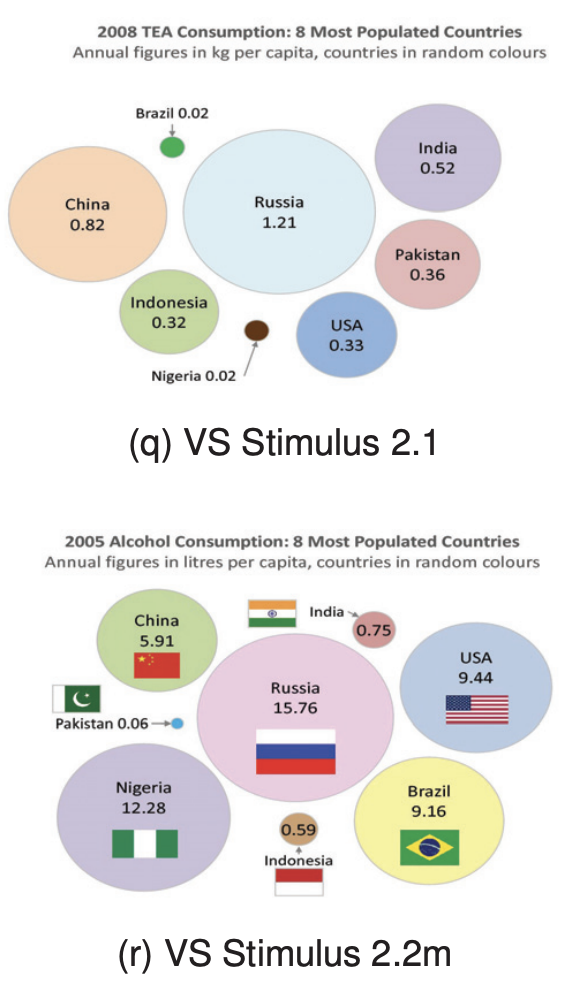 2008 TEA Consumption: 8 Most Populated Countries
Annual figures in kg per capita, countries in random colours
Brazil 0.02
China
0.82
Russia
1.21
India
0.52
Pakistan
0.36
Indonesia
0.32
USA
0.33
Nigeria 0.02
(q) VS Stimulus 2.1
2005 Alcohol Consumption: 8 Most Populated Countries
Annual figures in litres per capita, countries in random colours
China
5.91
India
0.75
USA
9.44
Russia
15.76
Pakistan 0.06
Nigeria
12.28
Brazil
9.16
0.59
Indonesia
(r) VS Stimulus 2.2m